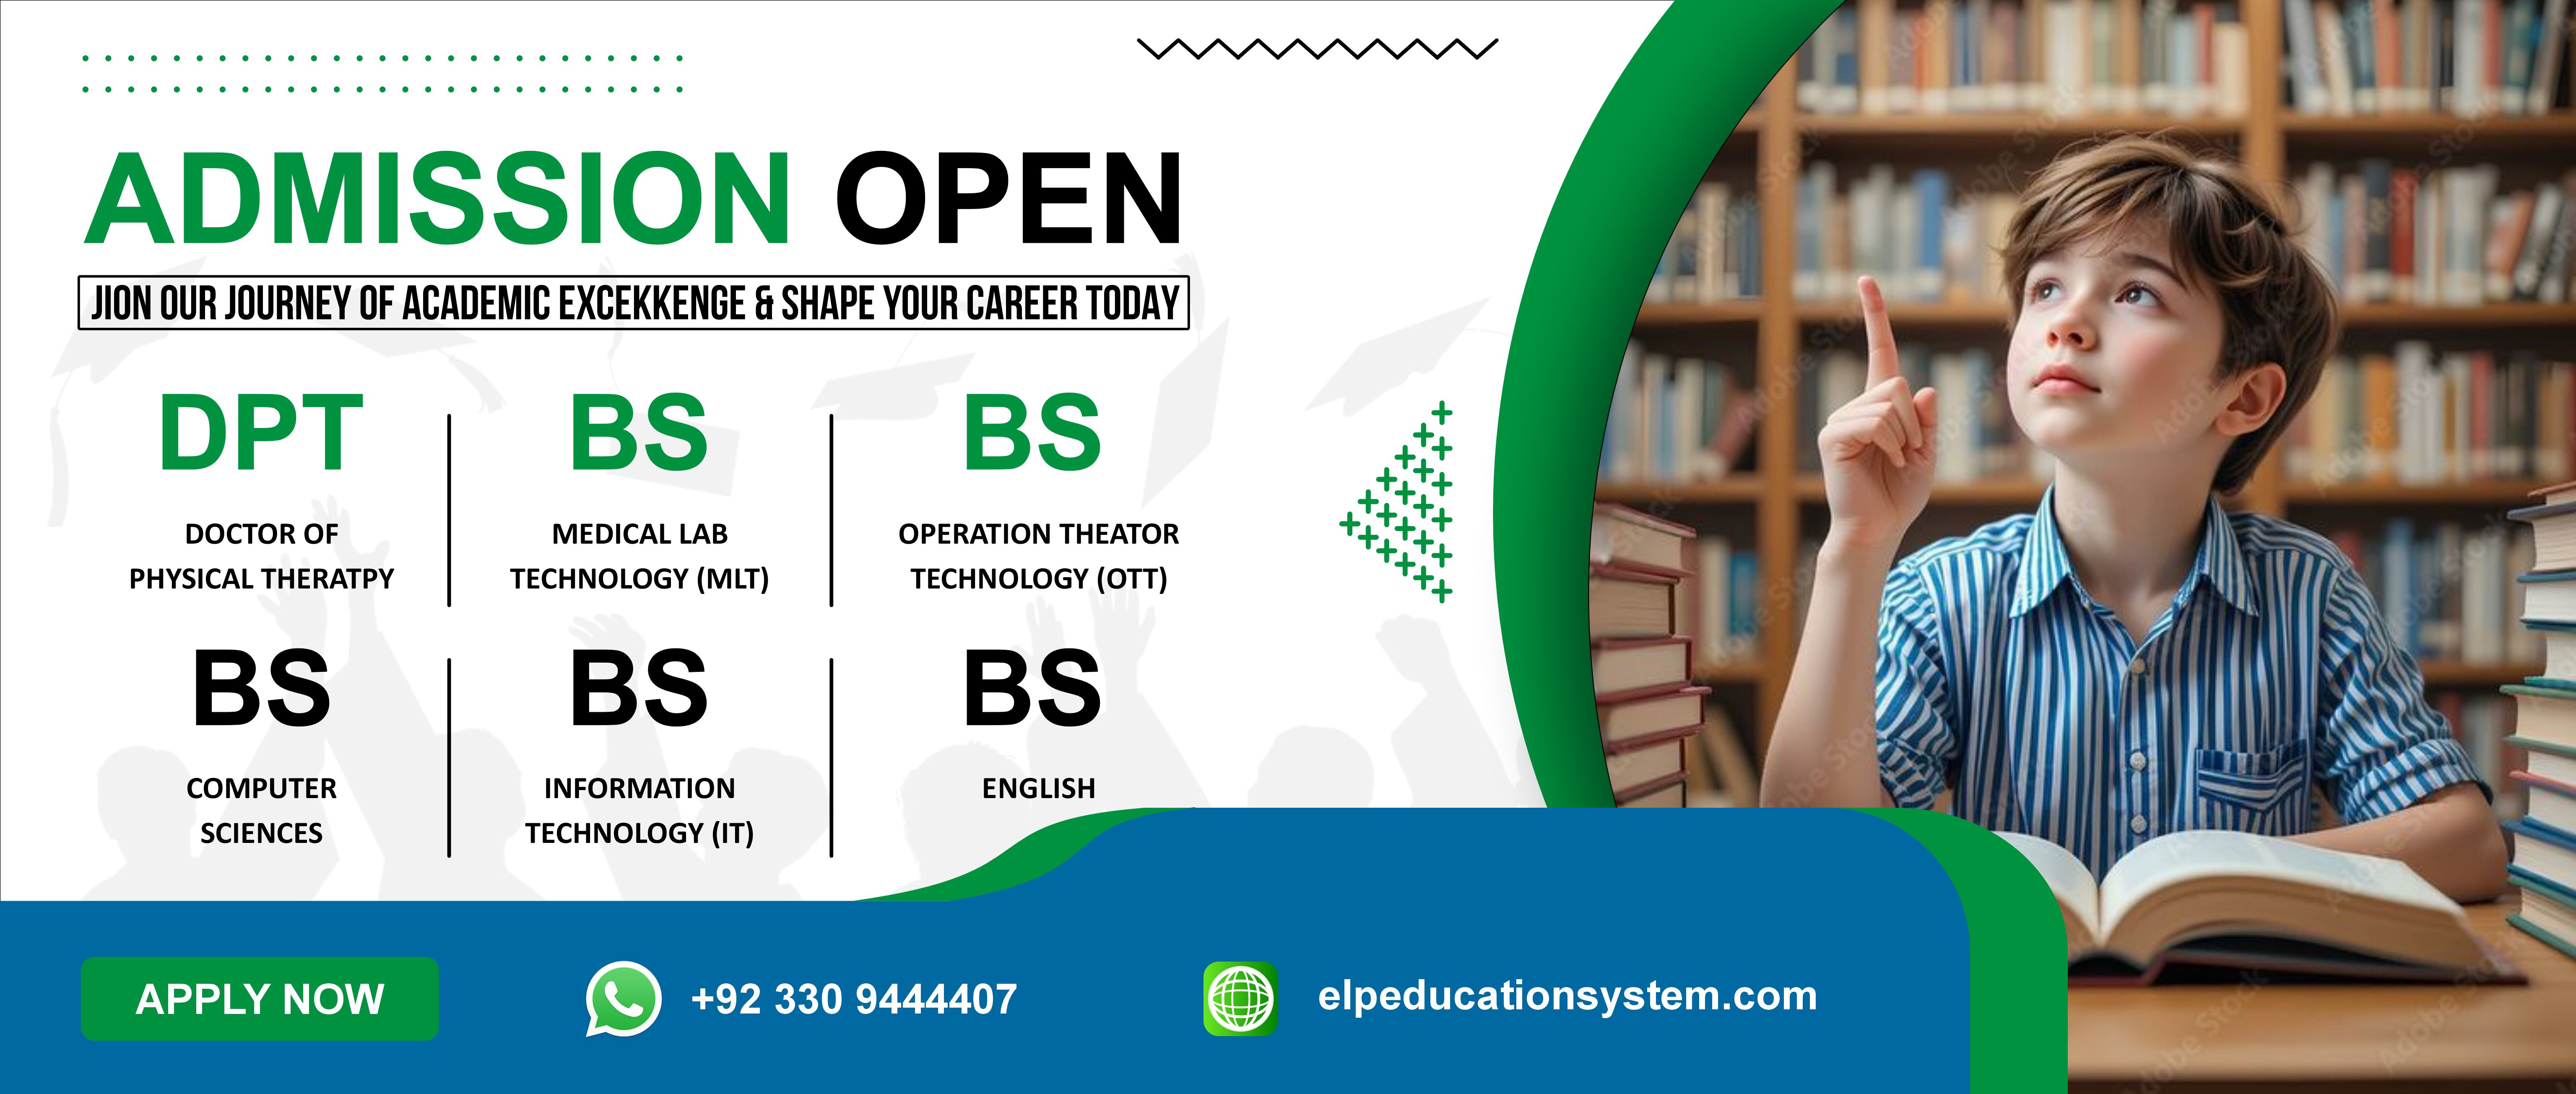 ADMISSION OPEN
JION OUR JOURNEY OF ACADEMIC EXCEKKENGE & SHAPE YOUR CAREER TODAY
DPT
DOCTOR OF
PHYSICAL THERATPY
BS
MEDICAL LAB
TECHNOLOGY (MLT)
BS
OPERATION THEATOR
TECHNOLOGY (OTT)
BS
COMPUTER
SCIENCES
BS
INFORMATION
TECHNOLOGY (IT)
BS
ENGLISH
APPLY NOW
+92 330 9444407
elpeducationsystem.com
Adobe Stock